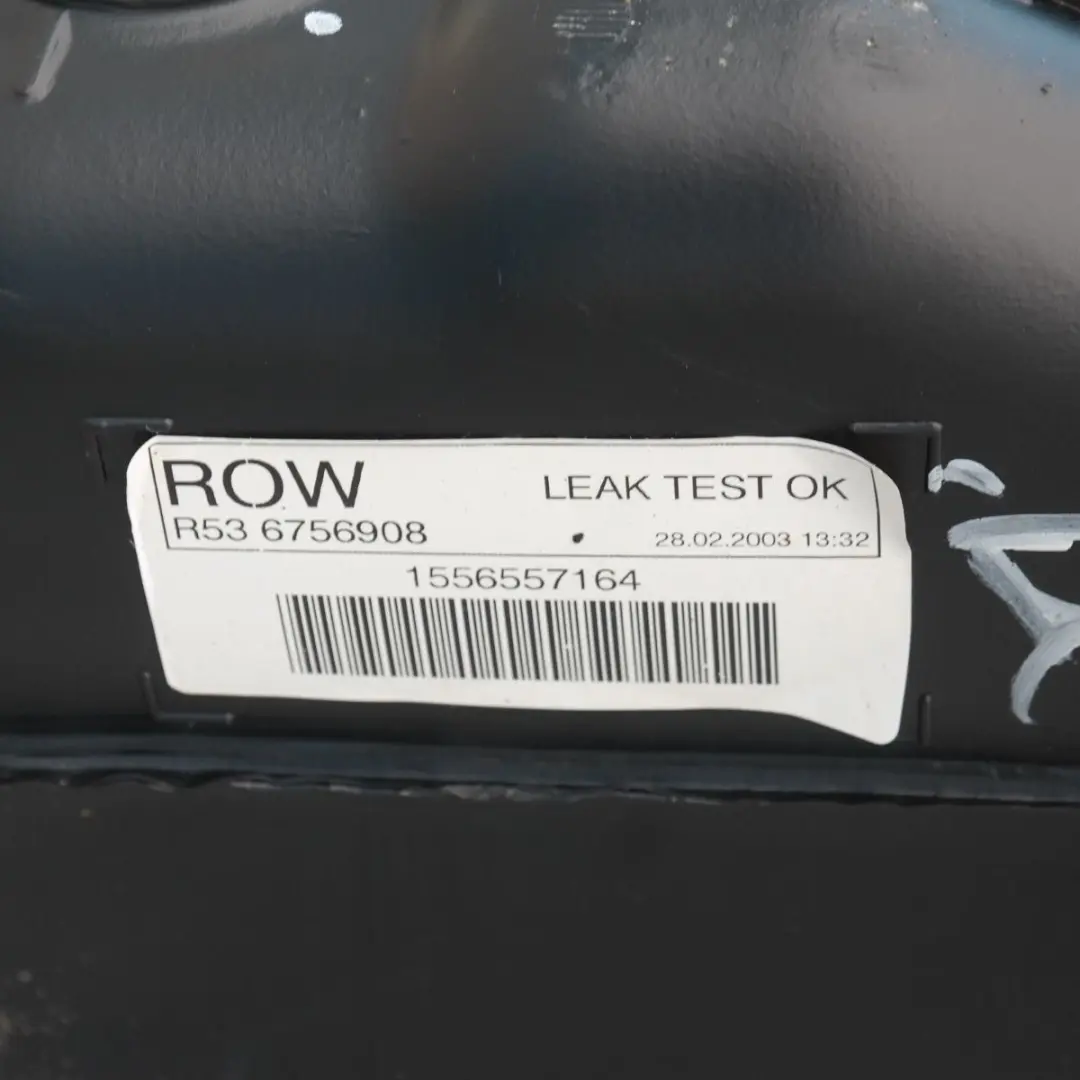 ROW
LEAK TEST OK
R53 6756908
28.02.2003 13:32
1556557164